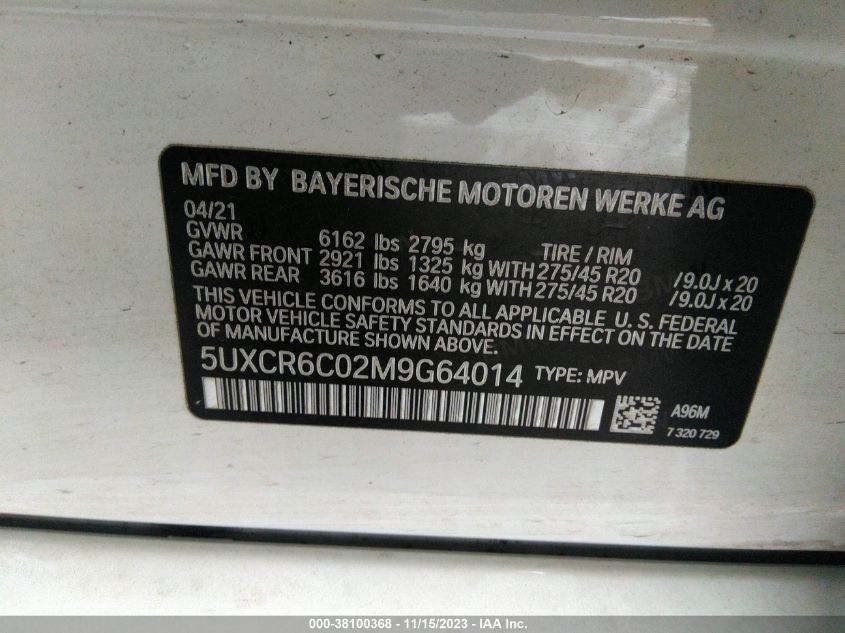 MFD BY BAYERISCHE MOTOREN WERKE AG
04/21
GVWR 6162 lbs 2795 kg TIRE / RIM
GAWR FRONT 2921 lbs 1325 kg WITH 275/45 R20 /9.0J x 20
GAWR REAR 3616 lbs 1640 kg WITH 275/45 R20 /9.0J x 20
THIS VEHICLE CONFORMS TO ALL APPLICABLE U. S. FEDERAL
MOTOR VEHICLE SAFETY STANDARDS IN EFFECT ON THE DATE
OF MANUFACTURE SHOWN ABOVE.
5UXCR6C02M9G64014 TYPE: MPV
A96M
7 320 729
000-38100368 - 11/15/2023 - IAA Inc.